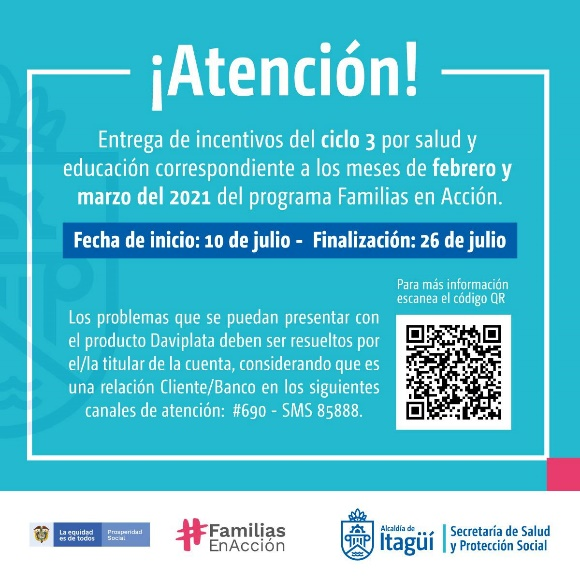 ¡Atención!
Entrega de incentivos del ciclo 3 por salud y
educación correspondiente a los meses de febrero y
marzo del 2021 del programa Familias en Acción.
Fecha de inicio: 10 de julio - Finalización: 26 de julio
Para más información
escanea el código QR
Los problemas que se puedan presentar con
el producto Daviplata deben ser resueltos por
el/la titular de la cuenta, considerando que es
una relación Cliente/Banco en los siguientes
canales de atención: #690 - SMS 85888.
La equidad
es de todos
Prosperidad
Social
#Familias
EnAcción
Alcaldía de
Itagüí
Secretaría de Salud
y Protección Social